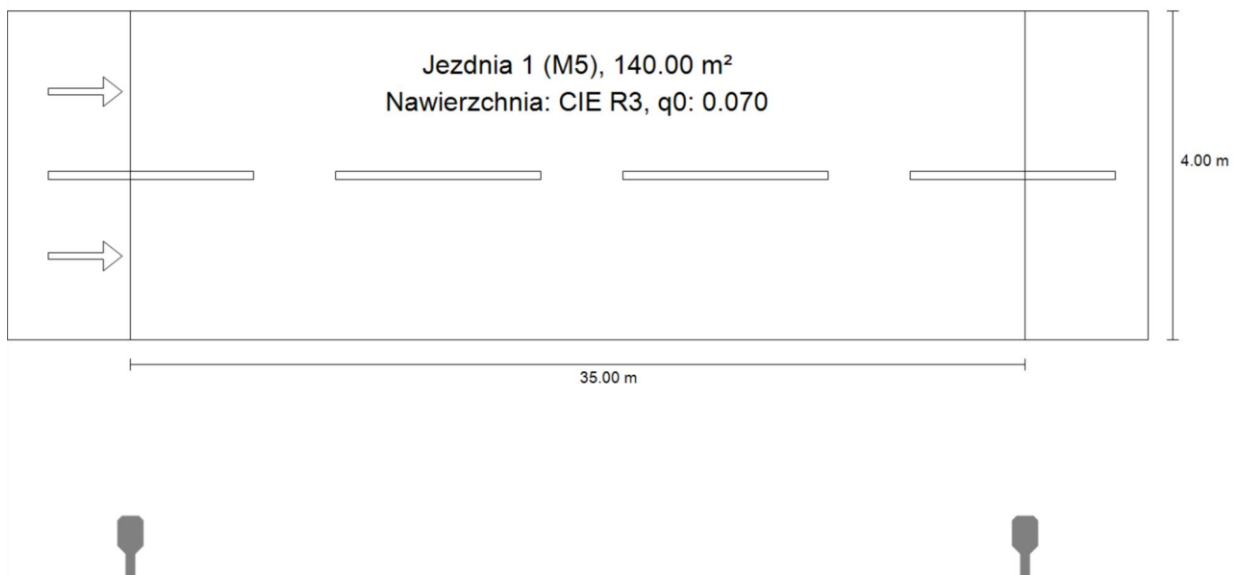 Jezdnia 1 (M5), 140.00 m²
Nawierzchnia: CIE R3, q0: 0.070
4.00 m
35.00 m